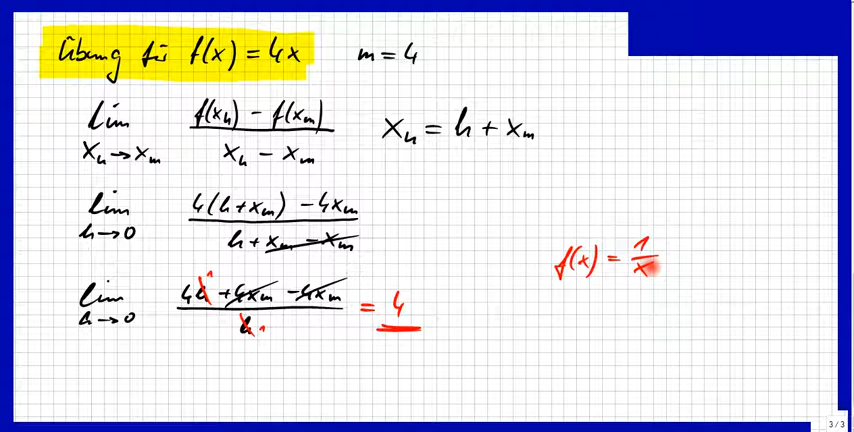 Übung für f(x) = 4x m = 4
lim f(xₕ) − f(xₘ) / xₕ − xₘ xₕ = h + xₘ
xₕ → xₘ
lim 4(h + xₘ) − 4xₘ / h + xₘ − xₘ
h → 0
f(x) = 1/x
lim 4h + 4xₘ − 4xₘ / h = 4
h → 0
3 / 3